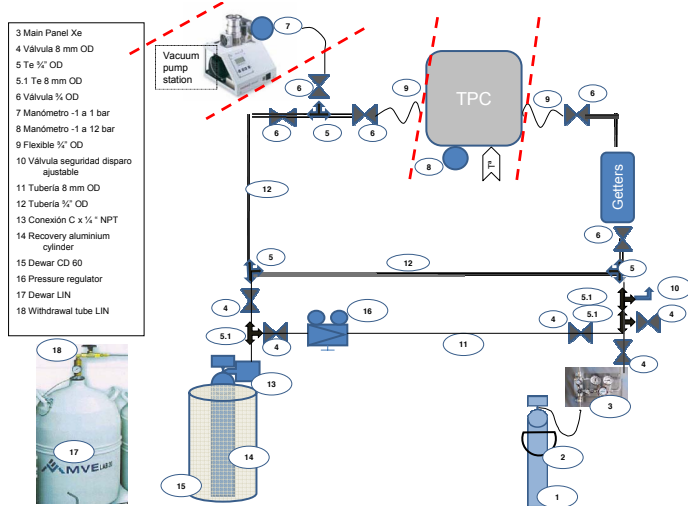 3 Main Panel Xe
4 Válvula 8 mm OD
5 Te ¾” OD
5.1 Te 8 mm OD
6 Válvula ¾ OD
7 Manómetro -1 a 1 bar
8 Manómetro -1 a 12 bar
9 Flexible ¾” OD
10 Válvula seguridad disparo
ajustable
11 Tubería 8 mm OD
12 Tubería ¾” OD
13 Conexión C x ¼ “ NPT
14 Recovery aluminium
cylinder
15 Dewar CD 60
16 Pressure regulator
17 Dewar LIN
18 Withdrawal tube LIN
Vacuum
pump
station
7
6
6
5
6
9
TPC
9
6
8
Tª
Getters
12
6
5
12
5
10
4
5.1
5.1
4
16
4
5.1
4
11
4
18
13
3
17
MVE LAB 30
14
15
2
1